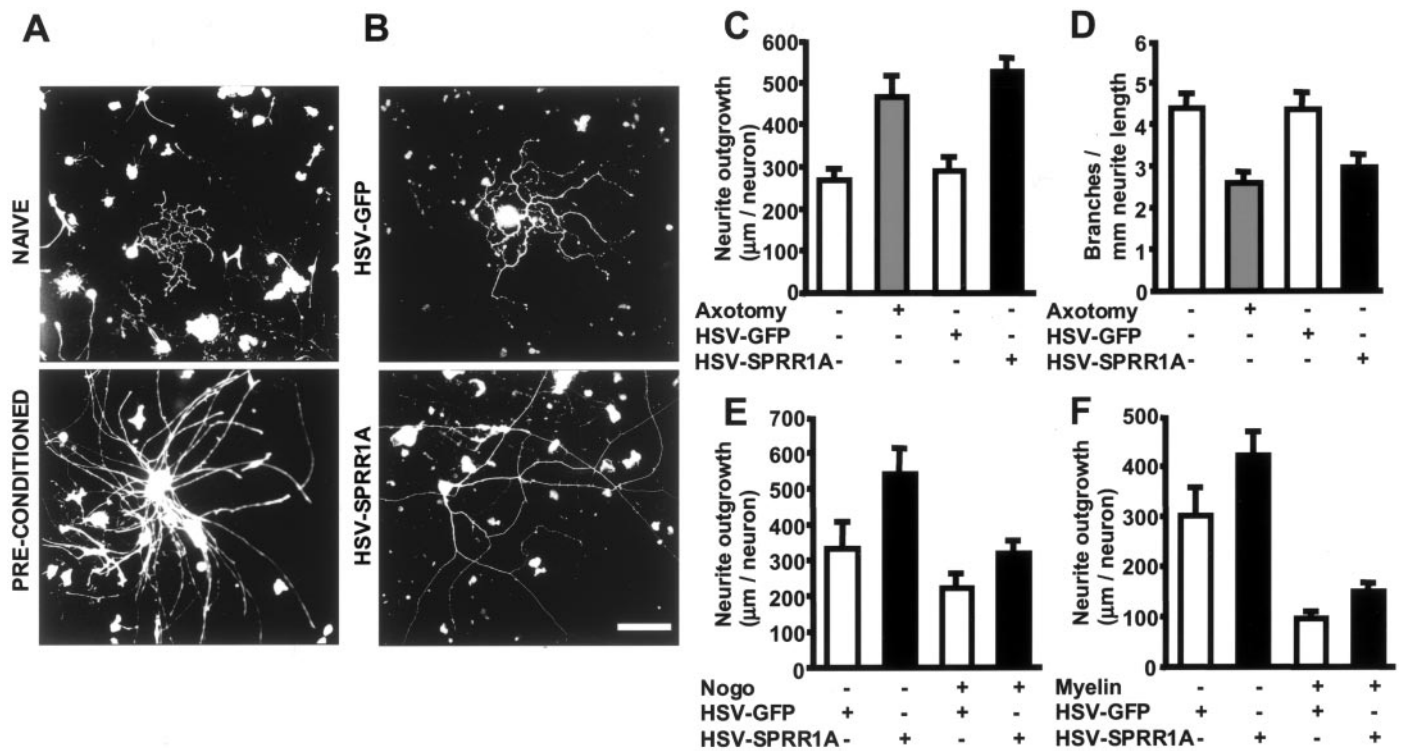 A
B
NAIVE
PRE-CONDITIONED
HSV-GFP
HSV-SPRR1A
C
Neurite outgrowth
(µm / neuron)
600
500
400
300
200
100
0
Axotomy - + - -
HSV-GFP - - + -
HSV-SPRR1A - - - +
D
Branches /
mm neurite length
6
5
4
3
2
1
0
Axotomy - + - -
HSV-GFP - - + -
HSV-SPRR1A - - - +
E
Neurite outgrowth
(µm / neuron)
700
600
500
400
300
200
100
0
Nogo - - + +
HSV-GFP + - + -
HSV-SPRR1A - + - +
F
Neurite outgrowth
(µm / neuron)
500
400
300
200
100
0
Myelin - - + +
HSV-GFP + - + -
HSV-SPRR1A - + - +